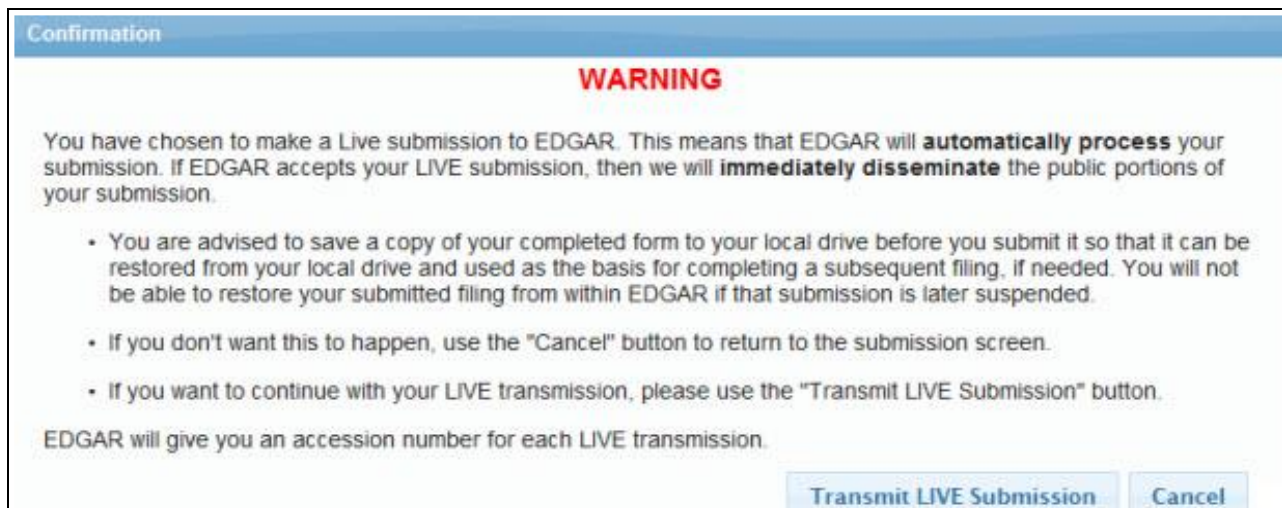 Confirmation
WARNING
You have chosen to make a Live submission to EDGAR. This means that EDGAR will automatically process your
submission. If EDGAR accepts your LIVE submission, then we will immediately disseminate the public portions of
your submission.
• You are advised to save a copy of your completed form to your local drive before you submit it so that it can be
restored from your local drive and used as the basis for completing a subsequent filing, if needed. You will not
be able to restore your submitted filing from within EDGAR if that submission is later suspended.
• If you don't want this to happen, use the "Cancel" button to return to the submission screen.
• If you want to continue with your LIVE transmission, please use the "Transmit LIVE Submission" button.
EDGAR will give you an accession number for each LIVE transmission.
Transmit LIVE Submission Cancel